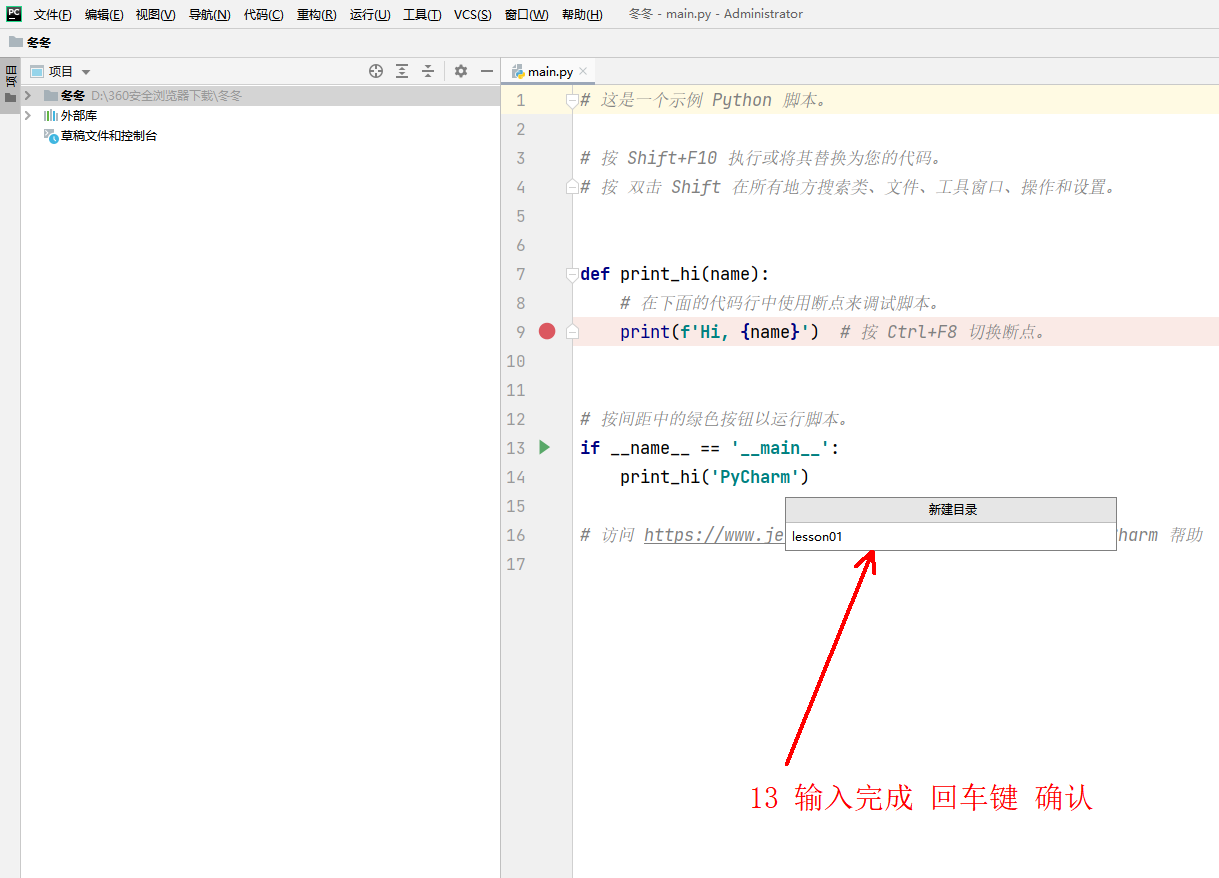 PC 文件(F) 编辑(E) 视图(V) 导航(N) 代码(C) 重构(R) 运行(U) 工具(T) VCS(S) 窗口(W) 帮助(H) 冬冬 - main.py - Administrator
冬冬
项目
项目
main.py
冬冬 D:\360安全浏览器下载\冬冬
外部库
草稿文件和控制台
1 # 这是一个示例 Python 脚本。
2
3 # 按 Shift+F10 执行或将其替换为您的代码。
4 # 按 双击 Shift 在所有地方搜索类、文件、工具窗口、操作和设置。
5
6
7 def print_hi(name):
8 # 在下面的代码行中使用断点来调试脚本。
9 print(f'Hi, {name}') # 按 Ctrl+F8 切换断点。
10
11
12 # 按间距中的绿色按钮以运行脚本。
13 if __name__ == '__main__':
14 print_hi('PyCharm')
15
新建目录
16 # 访问 https://www.je
lesson01
harm 帮助
17
13 输入完成 回车键 确认